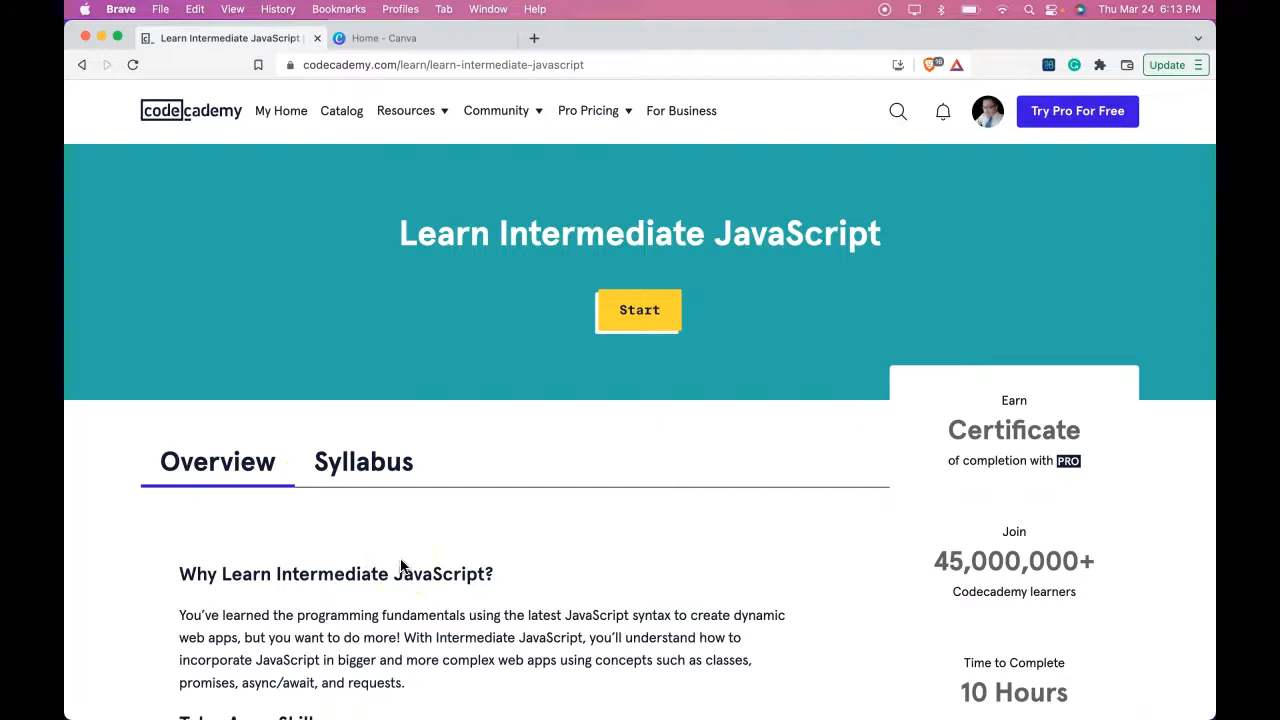 Brave File Edit View History Bookmarks Profiles Tab Window Help Thu Mar 24 6:13 PM
Learn Intermediate JavaScript Home - Canva
codecademy.com/learn/learn-intermediate-javascript 18 Update
codecademy My Home Catalog Resources Community Pro Pricing For Business Try Pro For Free
Learn Intermediate JavaScript
Start
Overview Syllabus
Why Learn Intermediate JavaScript?
You've learned the programming fundamentals using the latest JavaScript syntax to create dynamic
web apps, but you want to do more! With Intermediate JavaScript, you'll understand how to
incorporate JavaScript in bigger and more complex web apps using concepts such as classes,
promises, async/await, and requests.
Earn
Certificate
of completion with PRO
Join
45,000,000+
Codecademy learners
Time to Complete
10 Hours